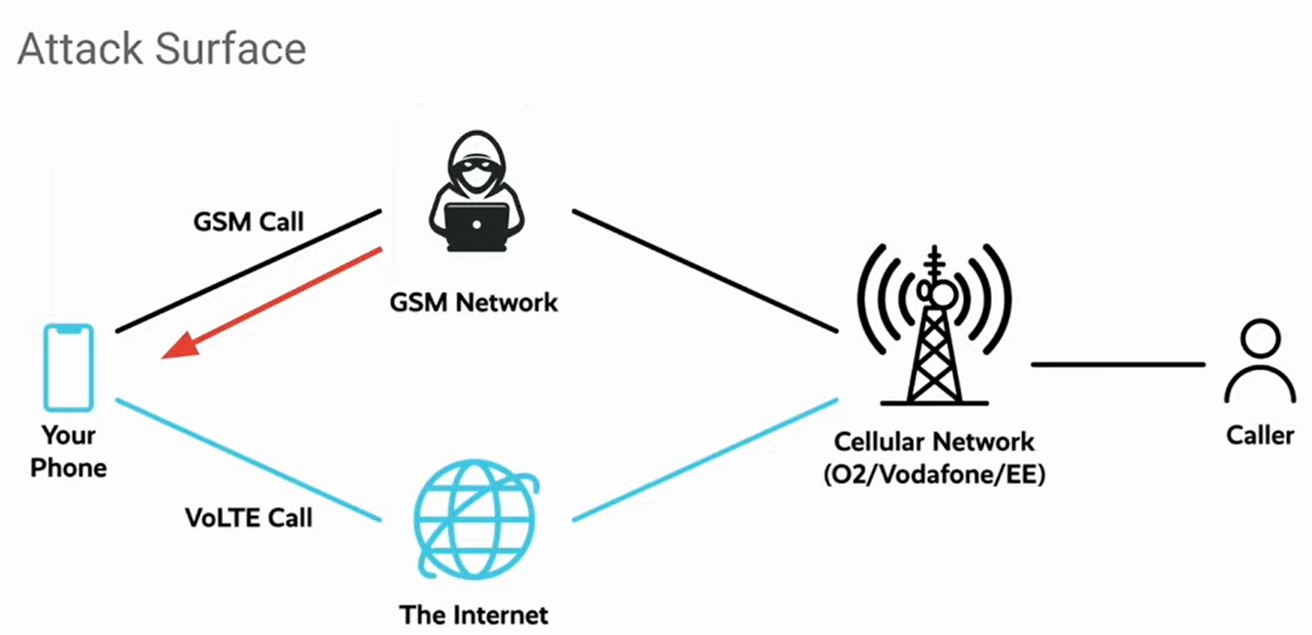 Attack Surface
GSM Call
GSM Network
Your
Phone
VoLTE Call
The Internet
Cellular Network
(O2/Vodafone/EE)
Caller